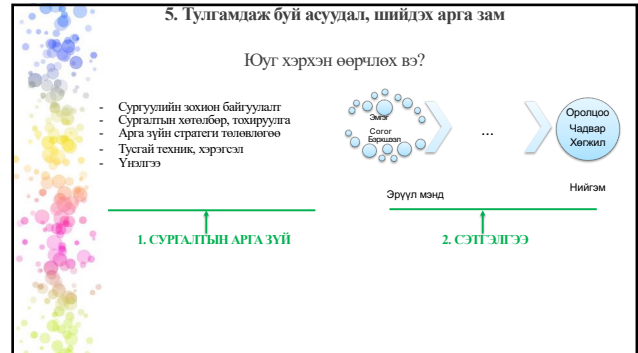 5. Тулгамдаж буй асуудал, шийдэх арга зам
Юуг хэрхэн өөрчлөх вэ?
- Сургуулийн зохион байгуулалт
- Сургалтын хөтөлбөр, тохируулга
- Арга зүйн стратеги төлөвлөгөө
- Тусгай техник, хэрэгсэл
- Үнэлгээ
Эмгэг
Согог
Бэршээл
...
Оролцоо
Чадвар
Хөгжил
Эрүүл мэнд
Нийгэм
1. СУРГАЛТЫН АРГА ЗҮЙ
2. СЭТГЭЛГЭЭ